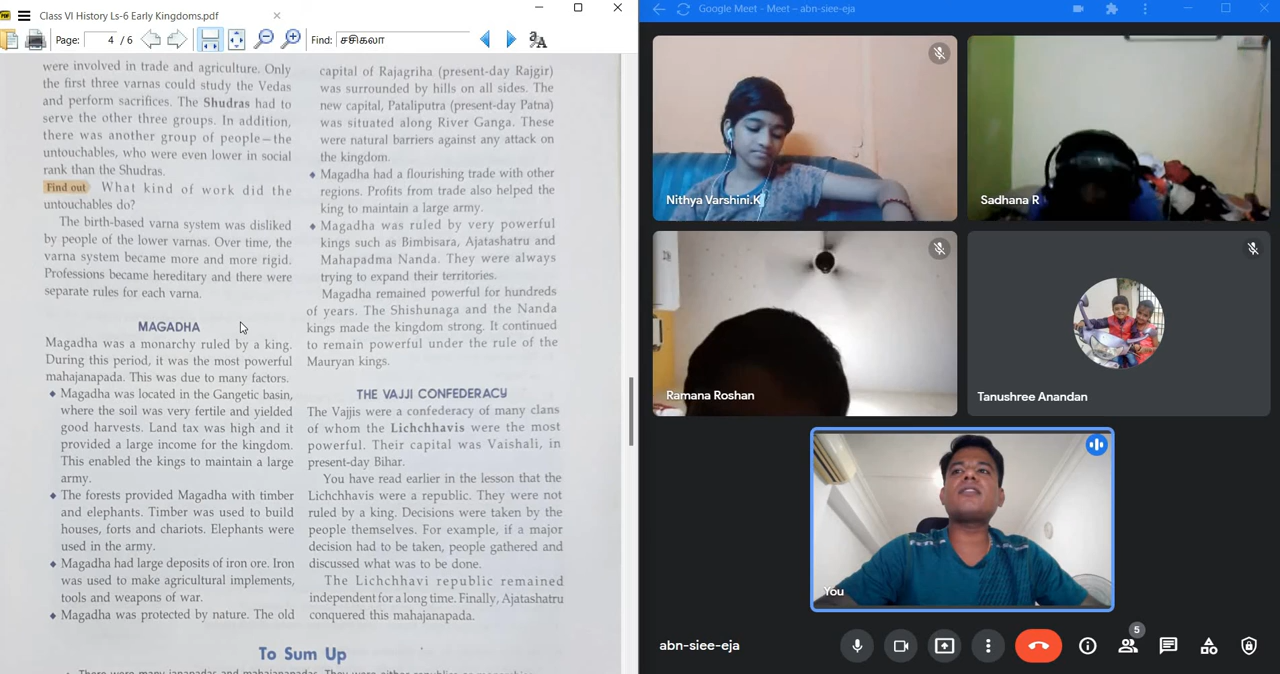 Class VI History Ls-6 Early Kingdoms.pdf
Page:
4 / 6
Find:
were involved in trade and agriculture. Only
the first three varnas could study the Vedas
and perform sacrifices. The Shudras had to
serve the other three groups. In addition,
there was another group of people—the
untouchables, who were even lower in social
rank than the Shudras.
Find out What kind of work did the
untouchables do?
The birth-based varna system was disliked
by people of the lower varnas. Over time, the
varna system became more and more rigid.
Professions became hereditary and there were
separate rules for each varna.
MAGADHA
Magadha was a monarchy ruled by a king.
During this period, it was the most powerful
mahajanapada. This was due to many factors.
Magadha was located in the Gangetic basin,
where the soil was very fertile and yielded
good harvests. Land tax was high and it
provided a large income for the kingdom.
This enabled the kings to maintain a large
army.
The forests provided Magadha with timber
and elephants. Timber was used to build
houses, forts and chariots. Elephants were
used in the army.
Magadha had large deposits of iron ore. Iron
was used to make agricultural implements,
tools and weapons of war.
Magadha was protected by nature. The old
capital of Rajagriha (present-day Rajgir)
was surrounded by hills on all sides. The
new capital, Pataliputra (present-day Patna)
was situated along River Ganga. These
were natural barriers against any attack on
the kingdom.
Magadha had a flourishing trade with other
regions. Profits from trade also helped the
king to maintain a large army.
Magadha was ruled by very powerful
kings such as Bimbisara, Ajatashatru and
Mahapadma Nanda. They were always
trying to expand their territories.
Magadha remained powerful for hundreds
of years. The Shishunaga and the Nanda
kings made the kingdom strong. It continued
to remain powerful under the rule of the
Mauryan kings.
THE VAJJI CONFEDERACY
The Vajjis were a confederacy of many clans
of whom the Lichchhavis were the most
powerful. Their capital was Vaishali, in
present-day Bihar.
You have read earlier in the lesson that the
Lichchhavis were a republic. They were not
ruled by a king. Decisions were taken by the
people themselves. For example, if a major
decision had to be taken, people gathered and
discussed what was to be done.
The Lichchhavi republic remained
independent for a long time. Finally, Ajatashatru
conquered this mahajanapada.
To Sum Up
Google Meet - Meet – abn-siee-eja
Nithya Varshini.K
Sadhana R
Ramana Roshan
Tanushree Anandan
You
abn-siee-eja
5